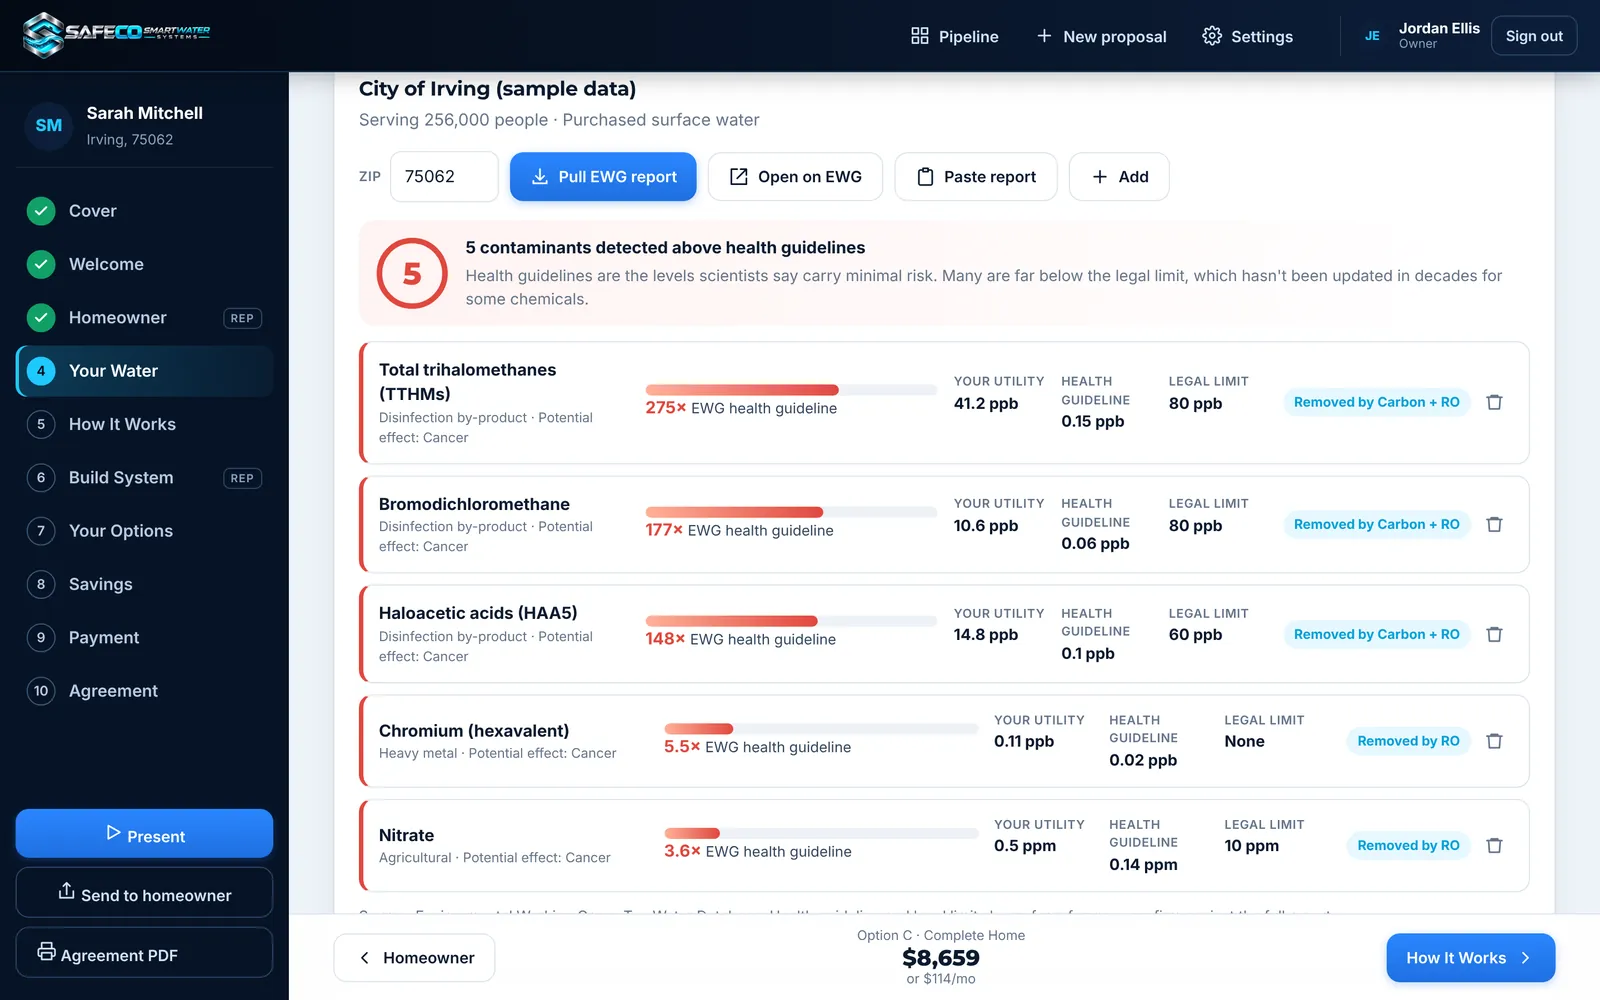 SAFECO SMARTWATER SYSTEMS
Pipeline
New proposal
Settings
JE
Jordan Ellis
Owner
Sign out
SM
Sarah Mitchell
Irving, 75062
Cover
Welcome
Homeowner REP
4 Your Water
5 How It Works
6 Build System REP
7 Your Options
8 Savings
9 Payment
10 Agreement
Present
Send to homeowner
Agreement PDF
City of Irving (sample data)
Serving 256,000 people · Purchased surface water
ZIP 75062 Pull EWG report Open on EWG Paste report + Add
5
5 contaminants detected above health guidelines
Health guidelines are the levels scientists say carry minimal risk. Many are far below the legal limit, which hasn't been updated in decades for
some chemicals.
Total trihalomethanes
(TTHMs)
Disinfection by-product · Potential
effect: Cancer
275× EWG health guideline
YOUR UTILITY
41.2 ppb
HEALTH
GUIDELINE
0.15 ppb
LEGAL LIMIT
80 ppb
Removed by Carbon + RO
Bromodichloromethane
Disinfection by-product · Potential
effect: Cancer
177× EWG health guideline
YOUR UTILITY
10.6 ppb
HEALTH
GUIDELINE
0.06 ppb
LEGAL LIMIT
80 ppb
Removed by Carbon + RO
Haloacetic acids (HAA5)
Disinfection by-product · Potential
effect: Cancer
148× EWG health guideline
YOUR UTILITY
14.8 ppb
HEALTH
GUIDELINE
0.1 ppb
LEGAL LIMIT
60 ppb
Removed by Carbon + RO
Chromium (hexavalent)
Heavy metal · Potential effect: Cancer
5.5× EWG health guideline
YOUR UTILITY
0.11 ppb
HEALTH
GUIDELINE
0.02 ppb
LEGAL LIMIT
None
Removed by RO
Nitrate
Agricultural · Potential effect: Cancer
3.6× EWG health guideline
YOUR UTILITY
0.5 ppm
HEALTH
GUIDELINE
0.14 ppm
LEGAL LIMIT
10 ppm
Removed by RO
Homeowner
Option C · Complete Home
$8,659
or $114/mo
How It Works